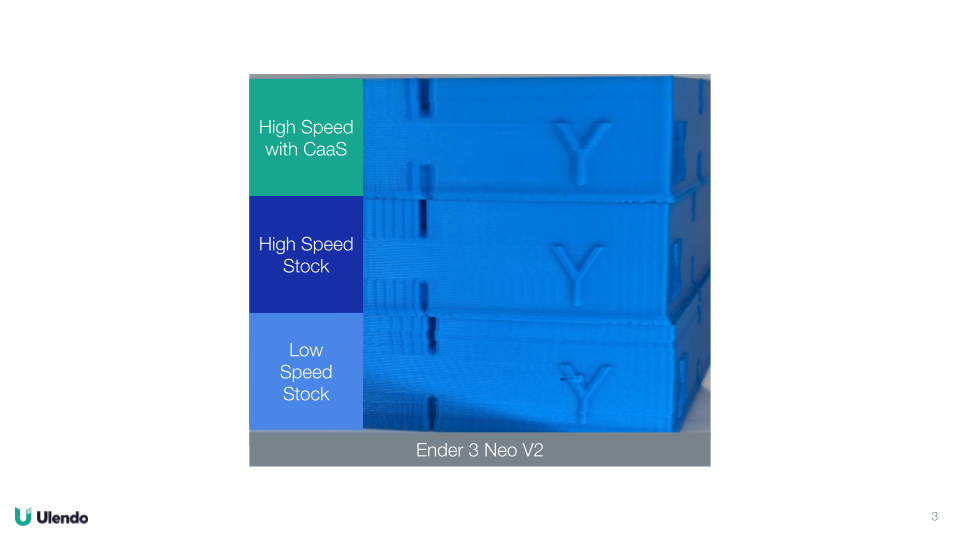 High Speed
with CaaS
Y
High Speed
Stock
Y
Low
Speed
Stock
Y
Ender 3 Neo V2
Ulendo
3